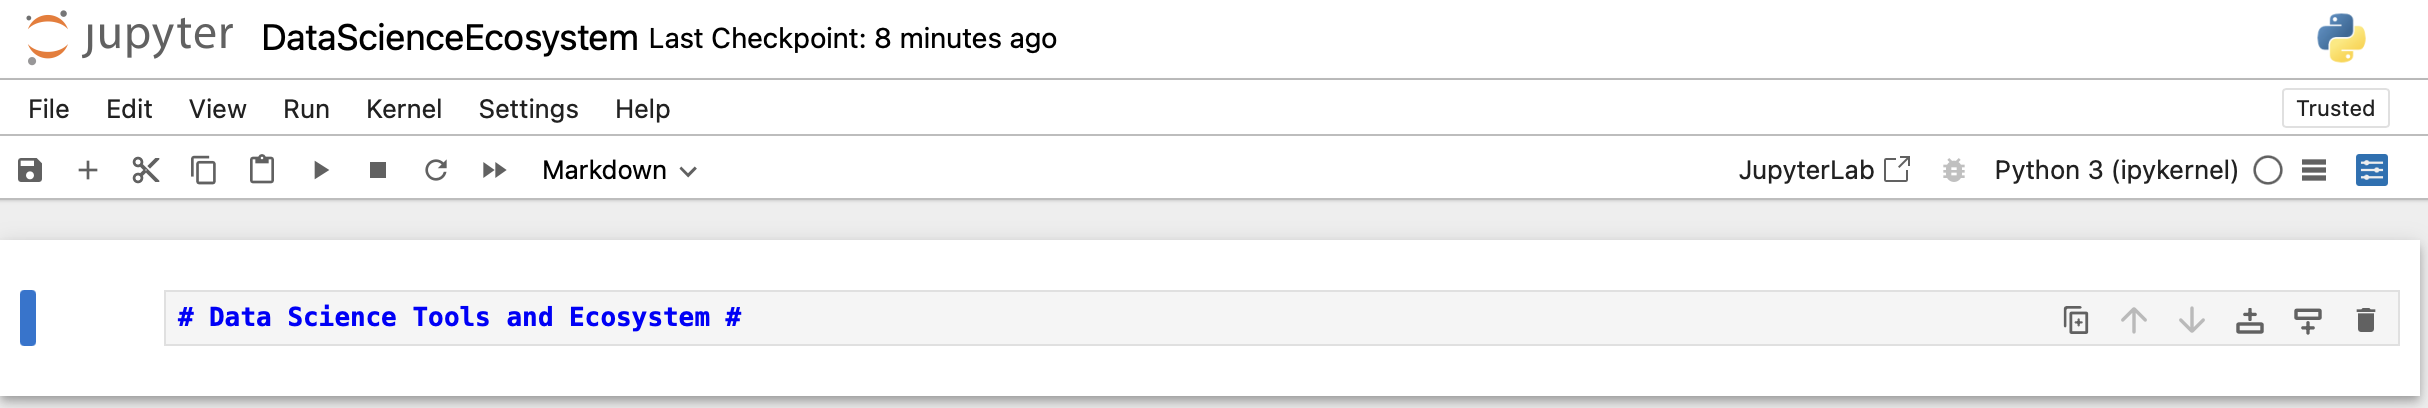 jupyter DataScienceEcosystem Last Checkpoint: 8 minutes ago
File Edit View Run Kernel Settings Help Trusted
Markdown JupyterLab Python 3 (ipykernel)
# Data Science Tools and Ecosystem #